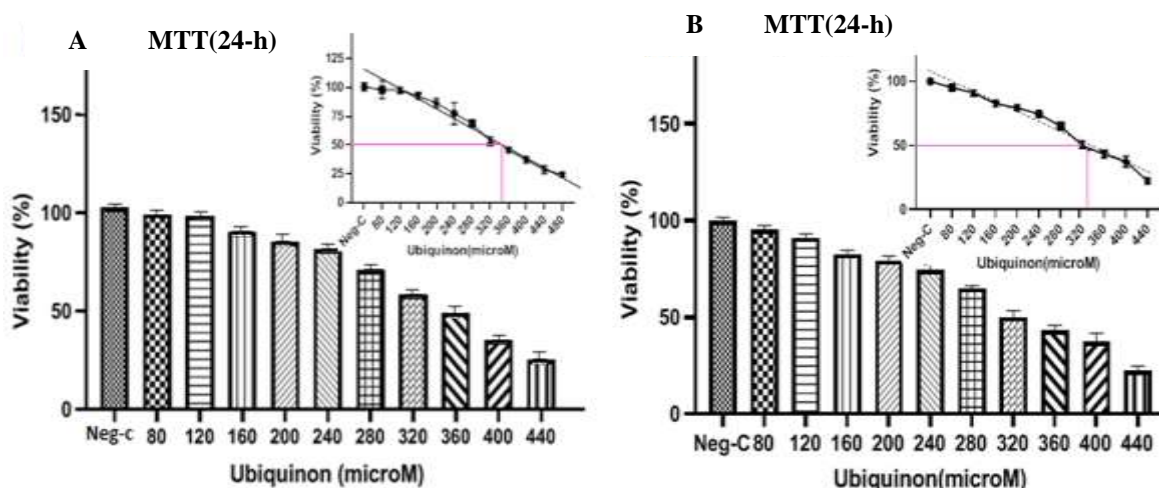 A MTT(24-h)
Viability (%)
150
100
50
0
Neg-c 80 120 160 200 240 280 320 360 400 440
Ubiquinon (microM)
Viability (%)
125
100
75
50
25
0
Neg-C 80 120 160 200 240 280 320 360 400 440 480
Ubiquinon(microM)
B MTT(24-h)
Viability (%)
150
100
50
0
Neg-C 80 120 160 200 240 280 320 360 400 440
Ubiquinon(microM)
Viability (%)
100
50
0
Neg-C 80 120 160 200 240 280 320 360 400 440
Ubiquinon(microM)